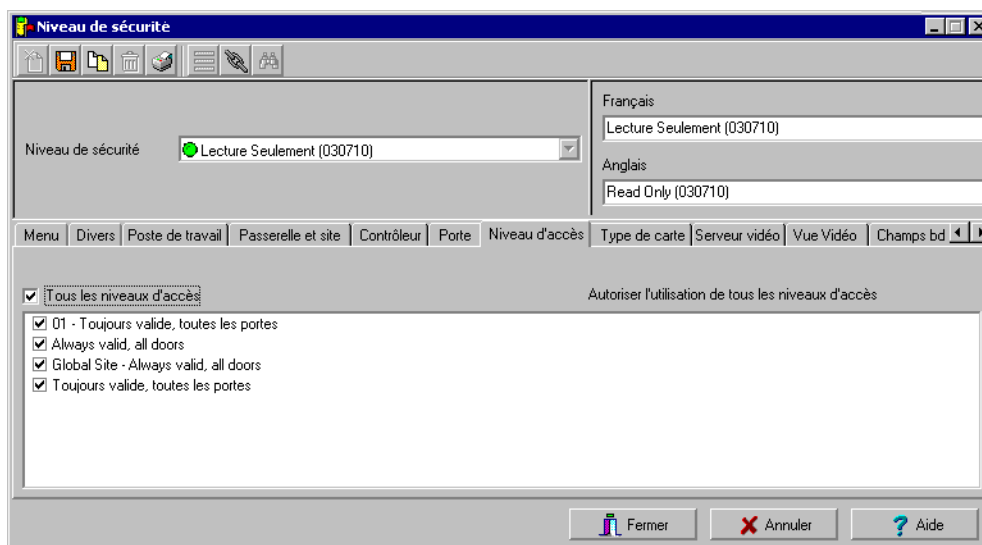 Niveau de sécurité
Français
Lecture Seulement (030710)
Niveau de sécurité
Lecture Seulement (030710)
Anglais
Read Only (030710)
Menu Divers Poste de travail Passerelle et site Contrôleur Porte Niveau d'accès Type de carte Serveur vidéo Vue Vidéo Champs bd
Tous les niveaux d'accès
Autoriser l'utilisation de tous les niveaux d'accès
01 - Toujours valide, toutes les portes
Always valid, all doors
Global Site - Always valid, all doors
Toujours valide, toutes les portes
Fermer Annuler Aide